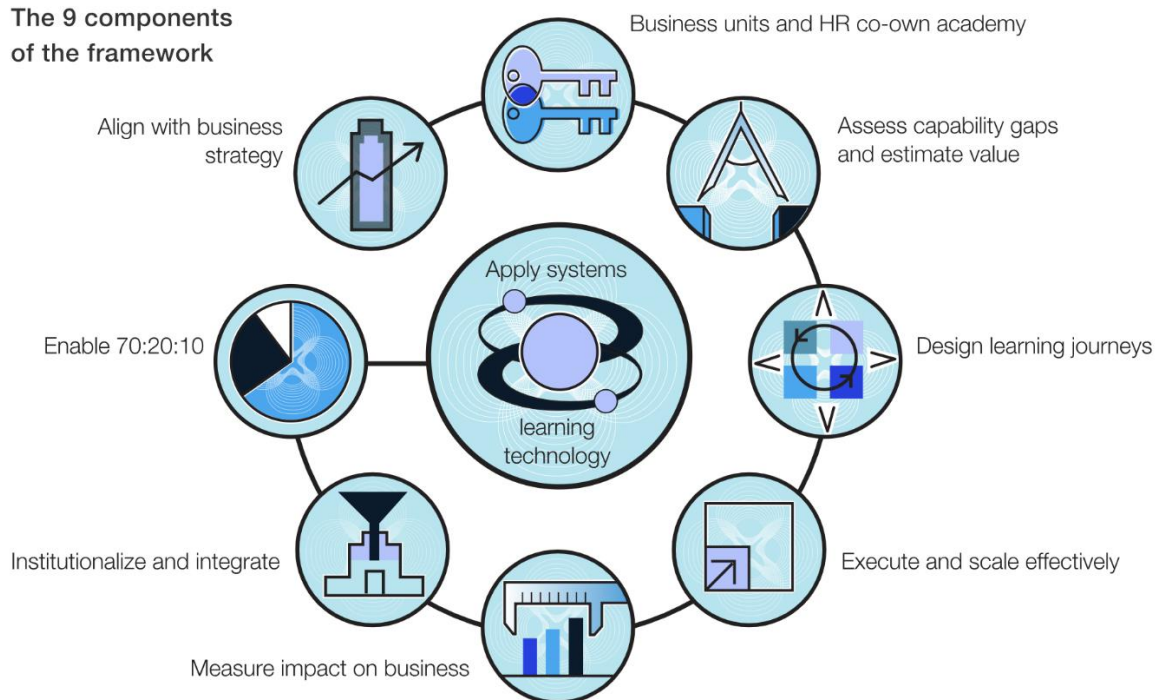 The 9 components
of the framework
Business units and HR co-own academy
Align with business
strategy
Assess capability gaps
and estimate value
Apply systems
learning
technology
Enable 70:20:10
Design learning journeys
Institutionalize and integrate
Execute and scale effectively
Measure impact on business